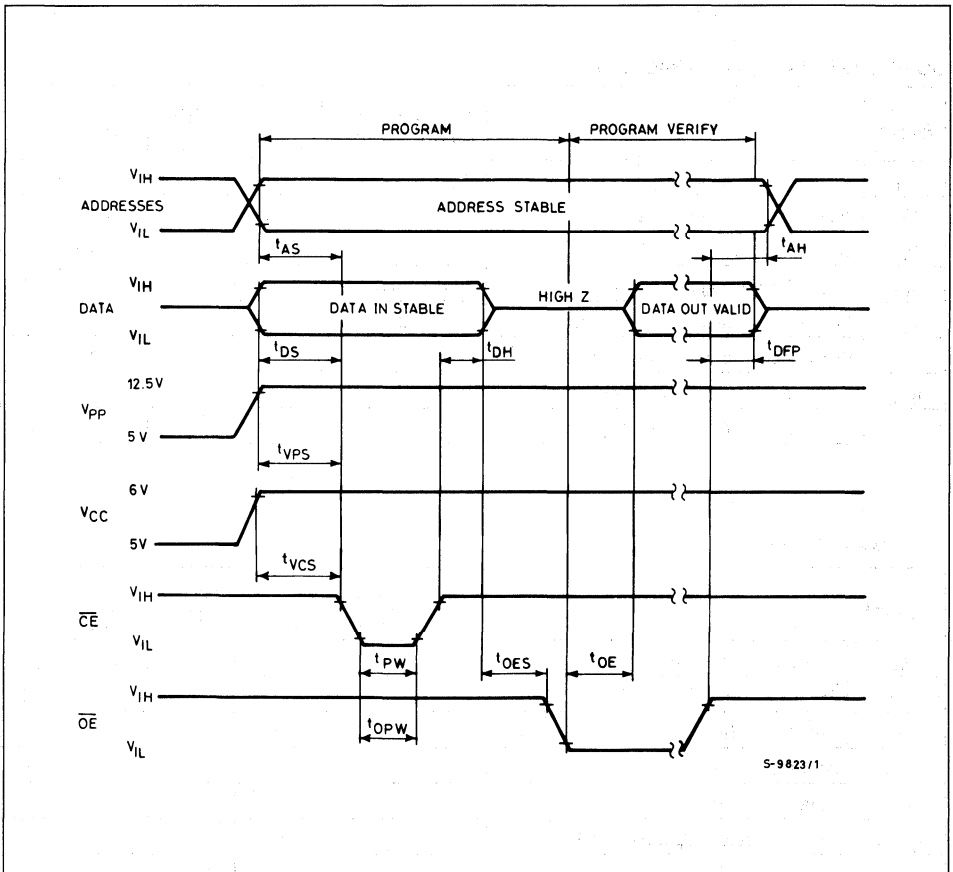 PROGRAM PROGRAM VERIFY
VIH
ADDRESSES ADDRESS STABLE
VIL
tAS tAH
VIH
DATA DATA IN STABLE HIGH Z DATA OUT VALID
VIL
tDS tDH tDFP
12.5V
VPP
5V
tVPS
6V
VCC
5V
tVCS
VIH
CE
VIL
tPW tOES tOE
VIH
OE
tOPW
VIL
S-9823/1